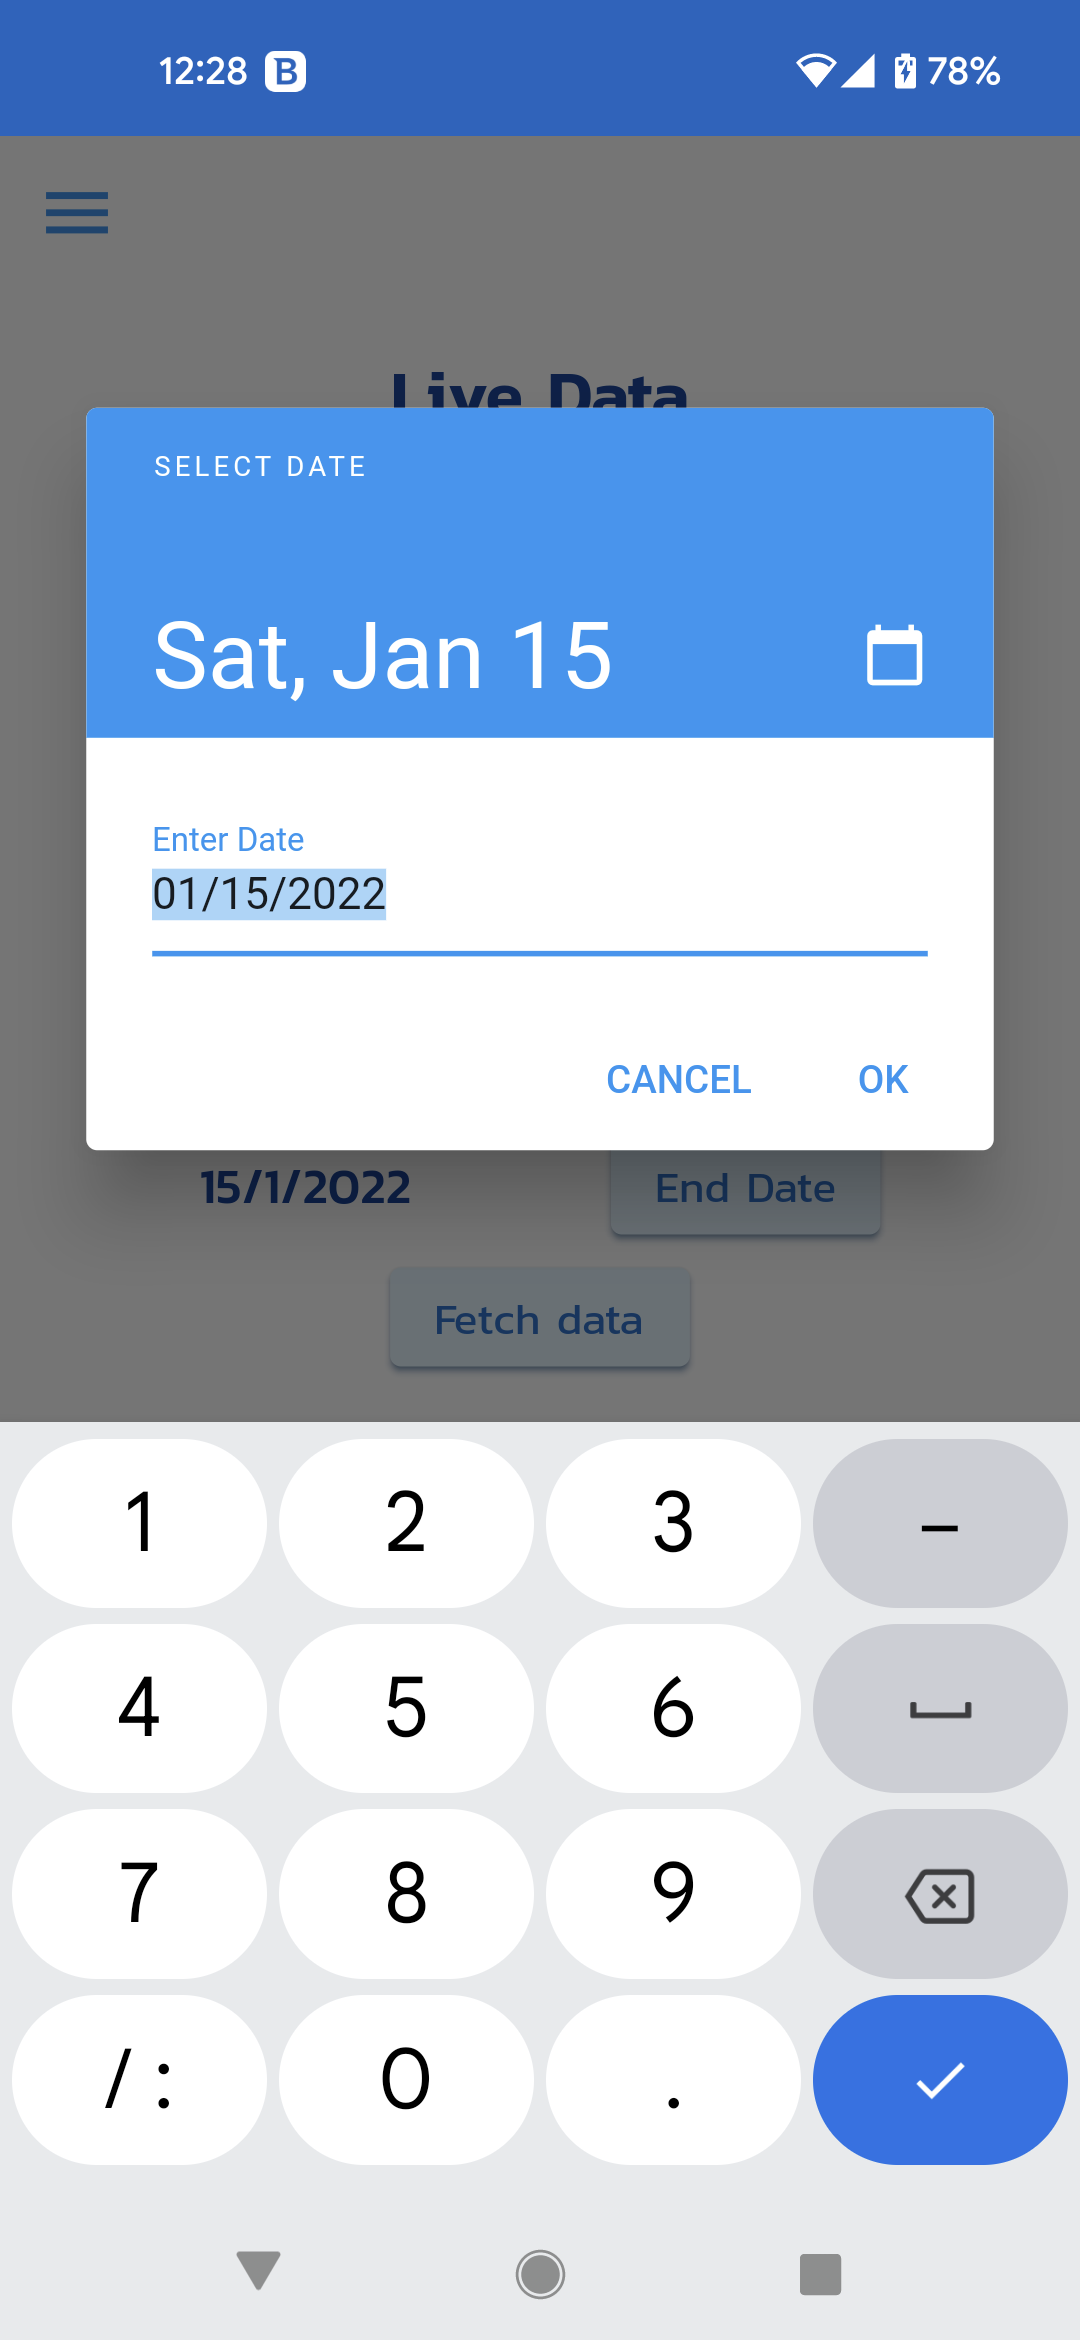 12:28 B 78%
Live Data
SELECT DATE
Sat, Jan 15
Enter Date
01/15/2022
CANCEL OK
15/1/2022 End Date
Fetch data
1 2 3 –
4 5 6
7 8 9
/ : 0 .